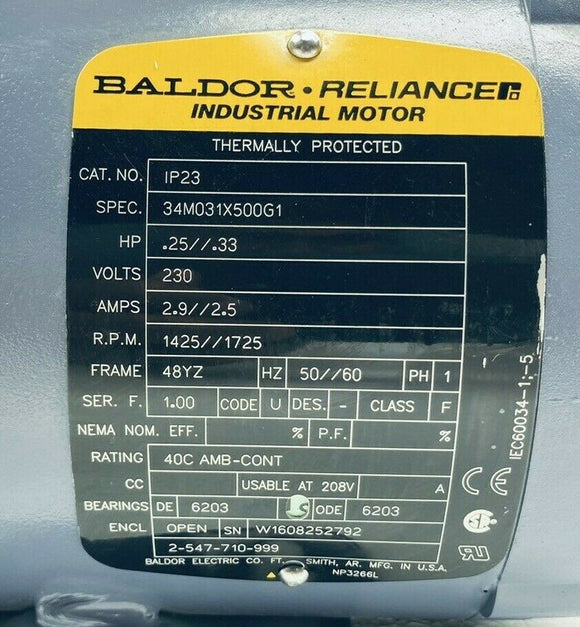 BALDOR • RELIANCE
INDUSTRIAL MOTOR
THERMALLY PROTECTED
CAT. NO. IP23
SPEC. 34M031X500G1
HP .25//.33
VOLTS 230
AMPS 2.9//2.5
R.P.M. 1425//1725
FRAME 48YZ HZ 50//60 PH 1
SER. F. 1.00 CODE U DES. - CLASS F
NEMA NOM. EFF. % P.F. %
RATING 40C AMB-CONT
CC USABLE AT 208V A
BEARINGS DE 6203 ODE 6203
ENCL OPEN SN W1608252792
2-547-710-999
BALDOR ELECTRIC CO. FT. SMITH, AR. MFG. IN U.S.A.
NP3266L
IEC60034-1;-5
CE